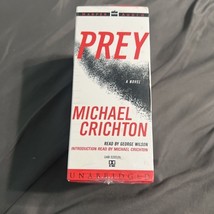 PREY
A NOVEL
MICHAEL
CRICHTON
READ BY GEORGE WILSON
INTRODUCTION READ BY MICHAEL CRICHTON
UNABRIDGED